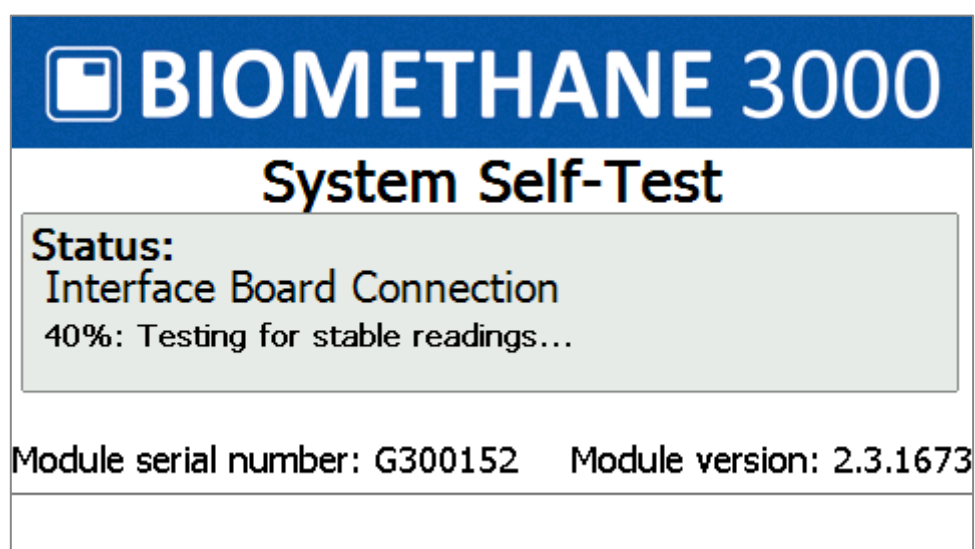 BIOMETHANE 3000
System Self-Test
Status:
Interface Board Connection
40%: Testing for stable readings...
Module serial number: G300152 Module version: 2.3.1673